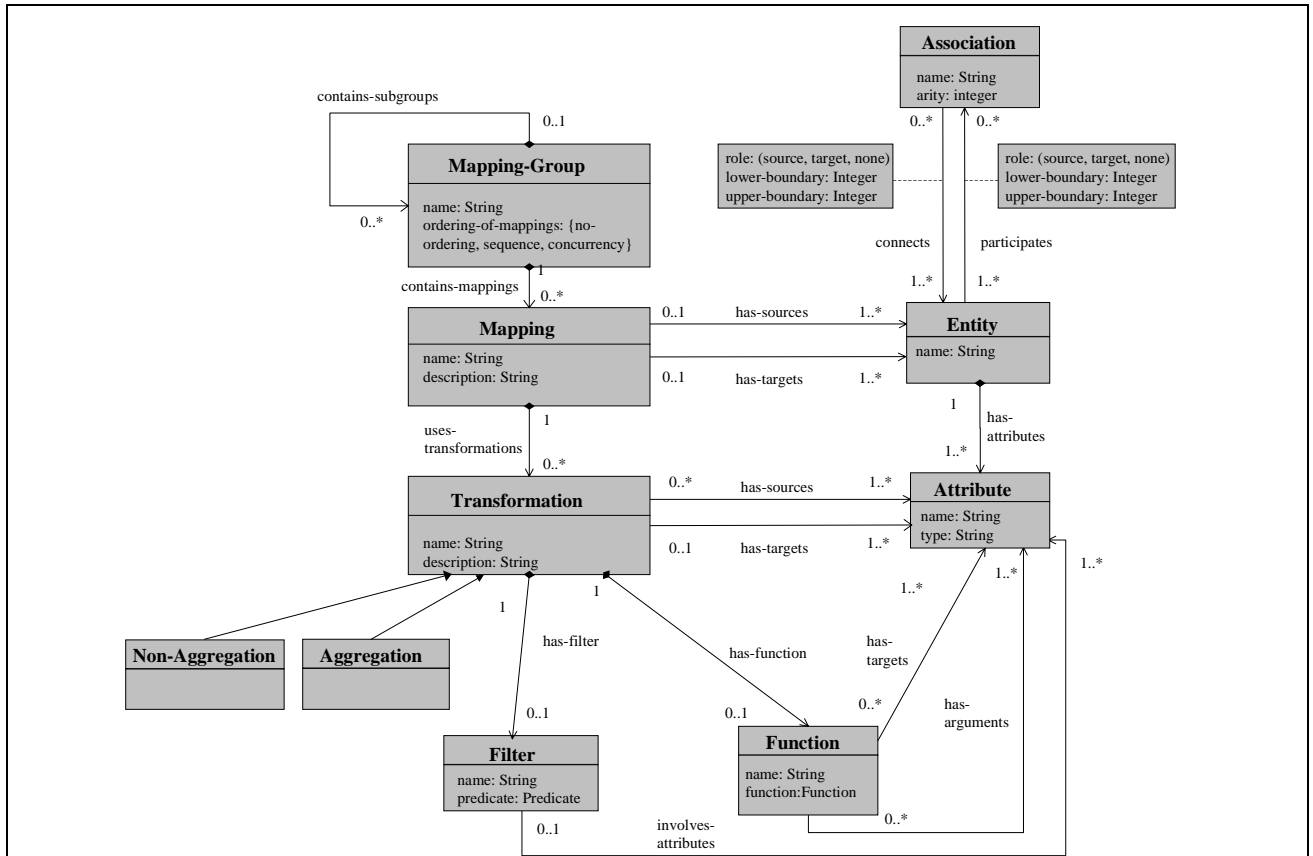 Association
name: String
arity: integer
contains-subgroups
0..1
0..*
0..*
Mapping-Group
role: (source, target, none)
lower-boundary: Integer
upper-boundary: Integer
role: (source, target, none)
lower-boundary: Integer
upper-boundary: Integer
name: String
ordering-of-mappings: {no-
ordering, sequence, concurrency}
0..*
connects
participates
1
contains-mappings
0..*
1..*
1..*
Mapping
name: String
description: String
0..1
has-sources
1..*
0..1
has-targets
1..*
Entity
name: String
1
uses-
transformations
0..*
1
has-
attributes
1..*
Transformation
name: String
description: String
0..*
has-sources
1..*
0..1
has-targets
1..*
Attribute
name: String
type: String
1..*
1..*
1..*
1
1
Non-Aggregation
Aggregation
has-filter
has-function
has-
targets
0..1
0..1
0..*
has-
arguments
Filter
name: String
predicate: Predicate
Function
name: String
function:Function
0..1
involves-
attributes
0..*